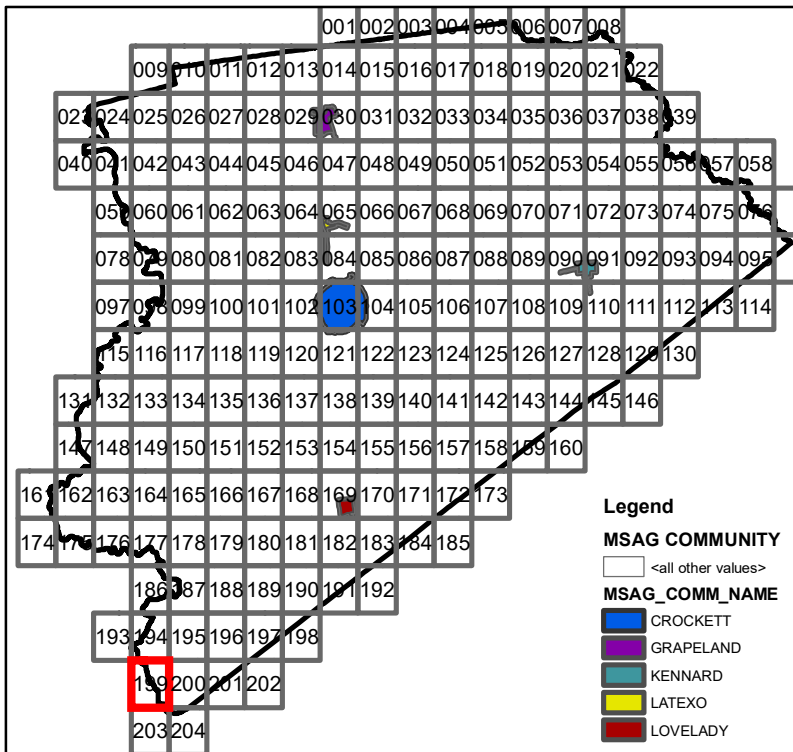 001 002 003 004 005 006 007 008
009 010 011 012 013 014 015 016 017 018 019 020 021 022
023 024 025 026 027 028 029 030 031 032 033 034 035 036 037 038 039
040 041 042 043 044 045 046 047 048 049 050 051 052 053 054 055 056 057 058
059 060 061 062 063 064 065 066 067 068 069 070 071 072 073 074 075 076
078 079 080 081 082 083 084 085 086 087 088 089 090 091 092 093 094 095
097 098 099 100 101 102 103 104 105 106 107 108 109 110 111 112 113 114
115 116 117 118 119 120 121 122 123 124 125 126 127 128 129 130
131 132 133 134 135 136 137 138 139 140 141 142 143 144 145 146
147 148 149 150 151 152 153 154 155 156 157 158 159 160
161 162 163 164 165 166 167 168 169 170 171 172 173
174 175 176 177 178 179 180 181 182 183 184 185
186 187 188 189 190 191 192
193 194 195 196 197 198
199 200 201 202
203 204
Legend
MSAG COMMUNITY
<all other values>
MSAG_COMM_NAME
CROCKETT
GRAPELAND
KENNARD
LATEXO
LOVELADY